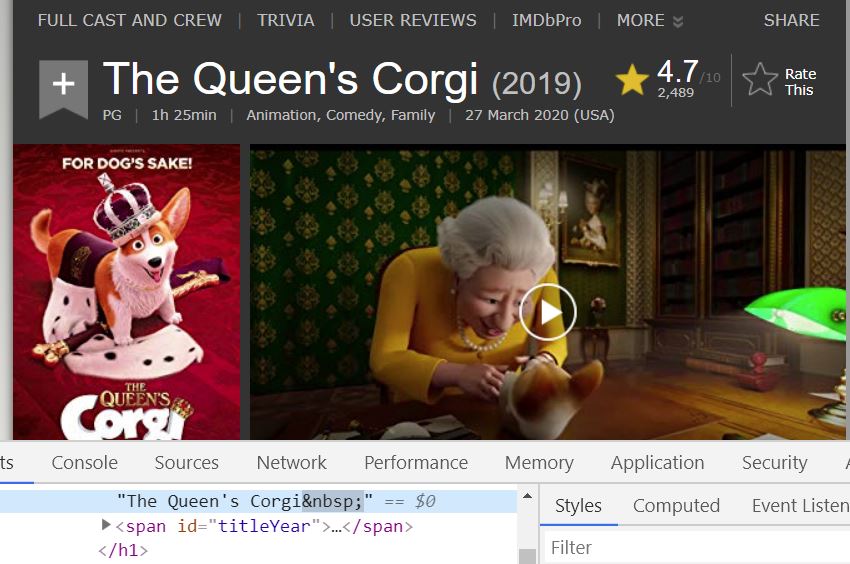 FULL CAST AND CREW | TRIVIA | USER REVIEWS | IMDbPro | MORE SHARE
The Queen's Corgi (2019) 4.7/10 2,489 Rate This
PG | 1h 25min | Animation, Comedy, Family | 27 March 2020 (USA)
FOR DOG'S SAKE!
THE
QUEEN'S
Corgi
ts Console Sources Network Performance Memory Application Security
"The Queen's Corgi&nbsp;" == $0
<span id="titleYear">…</span>
</h1>
Styles Computed Event Listen
Filter